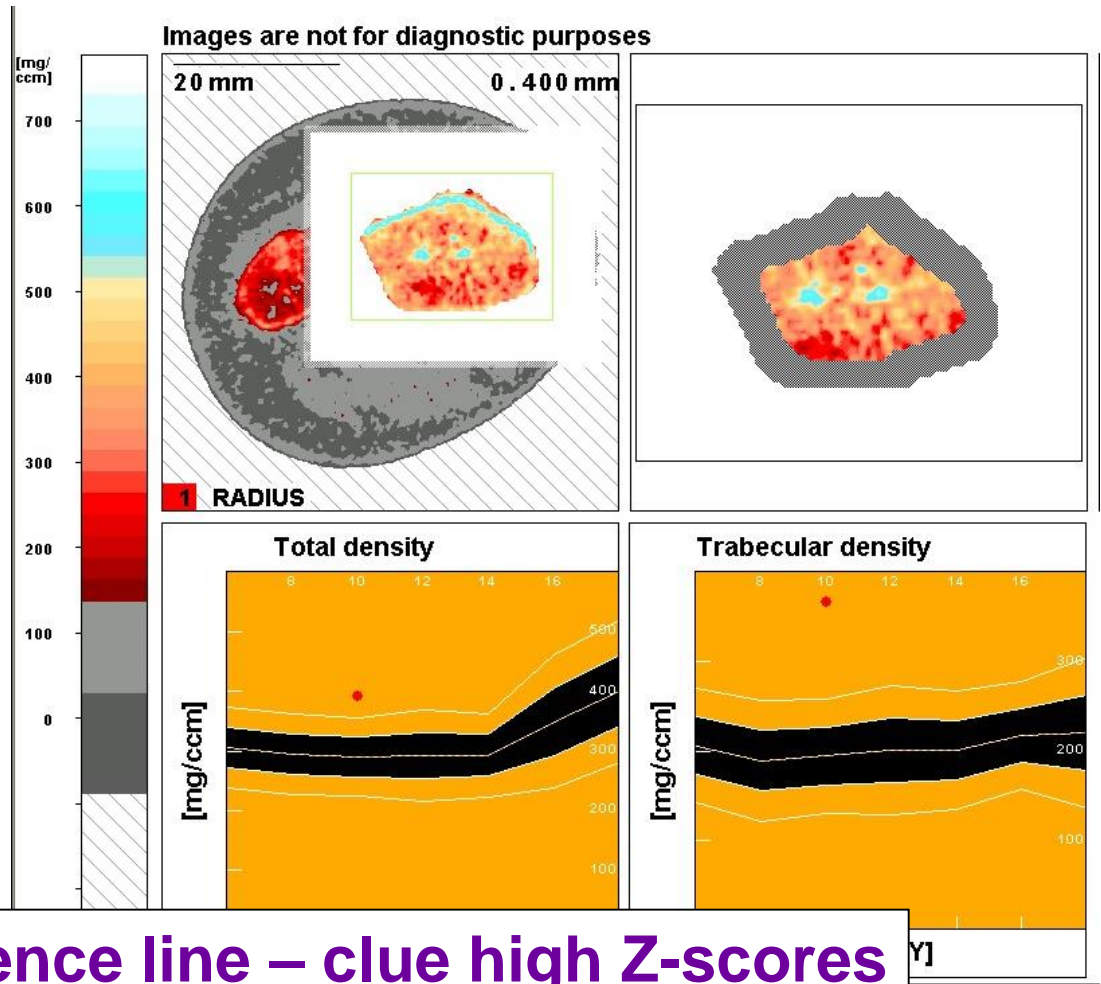 Images are not for diagnostic purposes
[mg/
ccm]
700
600
500
400
300
200
100
0
20 mm
0.400 mm
1 RADIUS
Total density
8 10 12 14 16
500
400
300
200
100
[mg/ccm]
Trabecular density
8 10 12 14 16
300
200
100
[mg/ccm]
Y]
ence line – clue high Z-scores